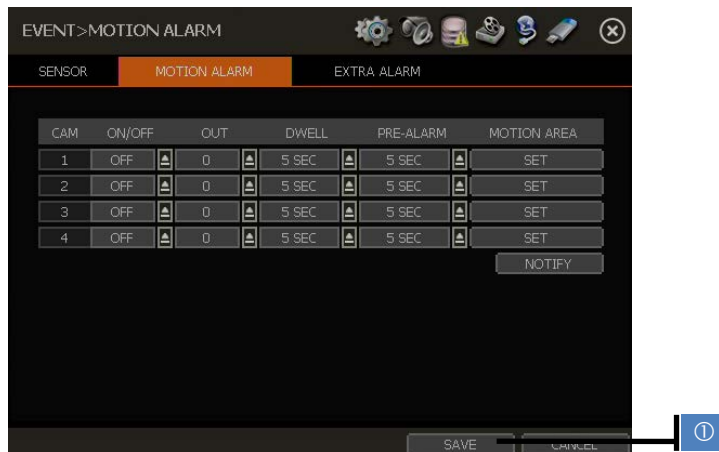 EVENT>MOTION ALARM
SENSOR MOTION ALARM EXTRA ALARM
CAM ON/OFF OUT DWELL PRE-ALARM MOTION AREA
1 OFF 0 5 SEC 5 SEC SET
2 OFF 0 5 SEC 5 SEC SET
3 OFF 0 5 SEC 5 SEC SET
4 OFF 0 5 SEC 5 SEC SET
NOTIFY
SAVE CANCEL ①